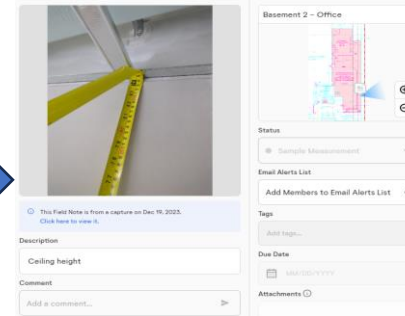 Basement 2 – Office
This Field Note is from a capture on Dec 19, 2023.
Click here to view it.
Description
Ceiling height
Comment
Add a comment...
Status
Sample Measurement
Email Alerts List
Add Members to Email Alerts List
Tags
Add tags...
Due Date
MM/DD/YYYY
Attachments